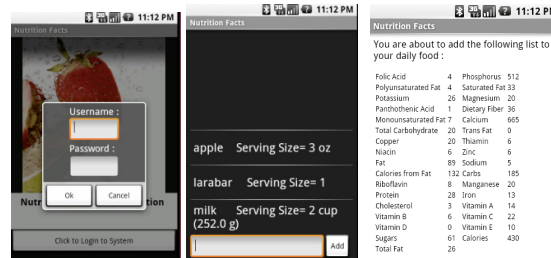 11:12 PM
Nutrition Facts
Username :
Password :
Ok Cancel
Nutr tion
Click to Login to System
11:12 PM
Nutrition Facts
apple Serving Size= 3 oz
larabar Serving Size= 1
milk Serving Size= 2 cup
(252.0 g)
Add
11:12 PM
Nutrition Facts
You are about to add the following list to
your daily food :
Folic Acid 4 Phosphorus 512
Polyunsaturated Fat 4 Saturated Fat 33
Potassium 26 Magnesium 20
Panthothenic Acid 1 Dietary Fiber 36
Monounsaturated Fat 7 Calcium 665
Total Carbohydrate 20 Trans Fat 0
Copper 20 Thiamin 6
Niacin 6 Zinc 6
Fat 89 Sodium 5
Calories from Fat 132 Carbs 185
Riboflavin 8 Manganese 20
Protein 28 Iron 13
Cholesterol 3 Vitamin A 14
Vitamin B 6 Vitamin C 22
Vitamin D 0 Vitamin E 10
Sugars 61 Calories 430
Total Fat 26